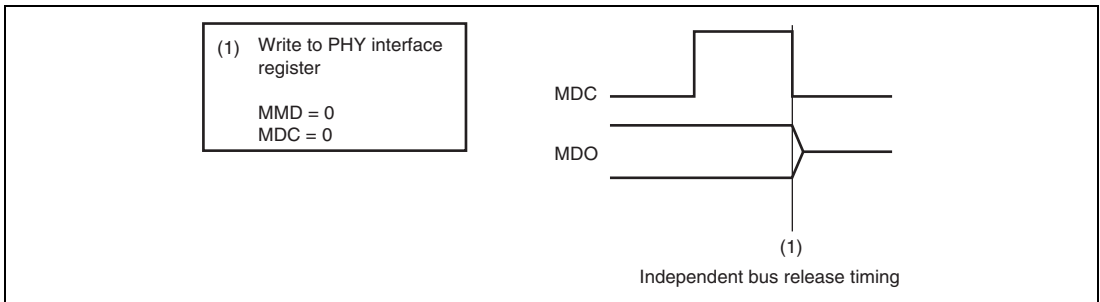 (1) Write to PHY interface
register
MMD = 0
MDC = 0
MDC
MDO
(1)
Independent bus release timing